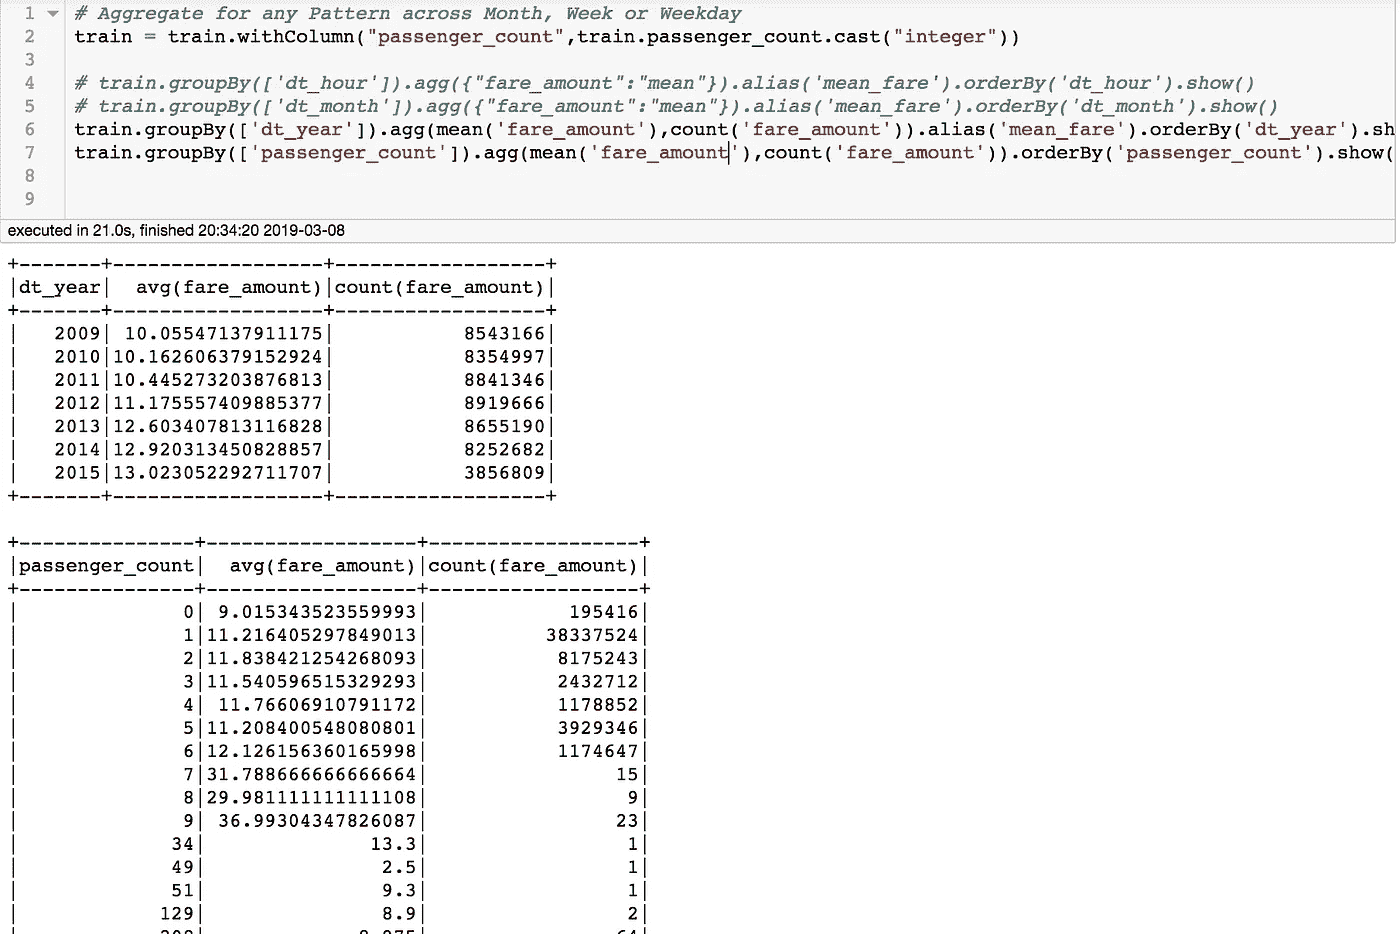 1 # Aggregate for any Pattern across Month, Week or Weekday
2 train = train.withColumn("passenger_count",train.passenger_count.cast("integer"))
3
4 # train.groupBy(['dt_hour']).agg({"fare_amount":"mean"}).alias('mean_fare').orderBy('dt_hour').show()
5 # train.groupBy(['dt_month']).agg({"fare_amount":"mean"}).alias('mean_fare').orderBy('dt_month').show()
6 train.groupBy(['dt_year']).agg(mean('fare_amount'),count('fare_amount')).alias('mean_fare').orderBy('dt_year').sh
7 train.groupBy(['passenger_count']).agg(mean('fare_amount'),count('fare_amount')).orderBy('passenger_count').show(
8
9
executed in 21.0s, finished 20:34:20 2019-03-08
+-------+------------------+------------------+
|dt_year|  avg(fare_amount)|count(fare_amount)|
+-------+------------------+------------------+
|   2009| 10.05547137911175|           8543166|
|   2010|10.162606379152924|           8354997|
|   2011|10.445273203876813|           8841346|
|   2012|11.175557409885377|           8919666|
|   2013|12.603407813116828|           8655190|
|   2014|12.920313450828857|           8252682|
|   2015|13.023052292711707|           3856809|
+-------+------------------+------------------+
+---------------+------------------+------------------+
|passenger_count|  avg(fare_amount)|count(fare_amount)|
+---------------+------------------+------------------+
|              0| 9.015343523559993|            195416|
|              1|11.216405297849013|          38337524|
|              2|11.838421254268093|           8175243|
|              3|11.540596515329293|           2432712|
|              4| 11.76606910791172|           1178852|
|              5|11.208400548080801|           3929346|
|              6|12.126156360165998|           1174647|
|              7|31.788666666666664|                15|
|              8|29.981111111111108|                 9|
|              9| 36.99304347826087|                23|
|             34|              13.3|                 1|
|             49|               2.5|                 1|
|             51|               9.3|                 1|
|            129|               8.9|                 2|